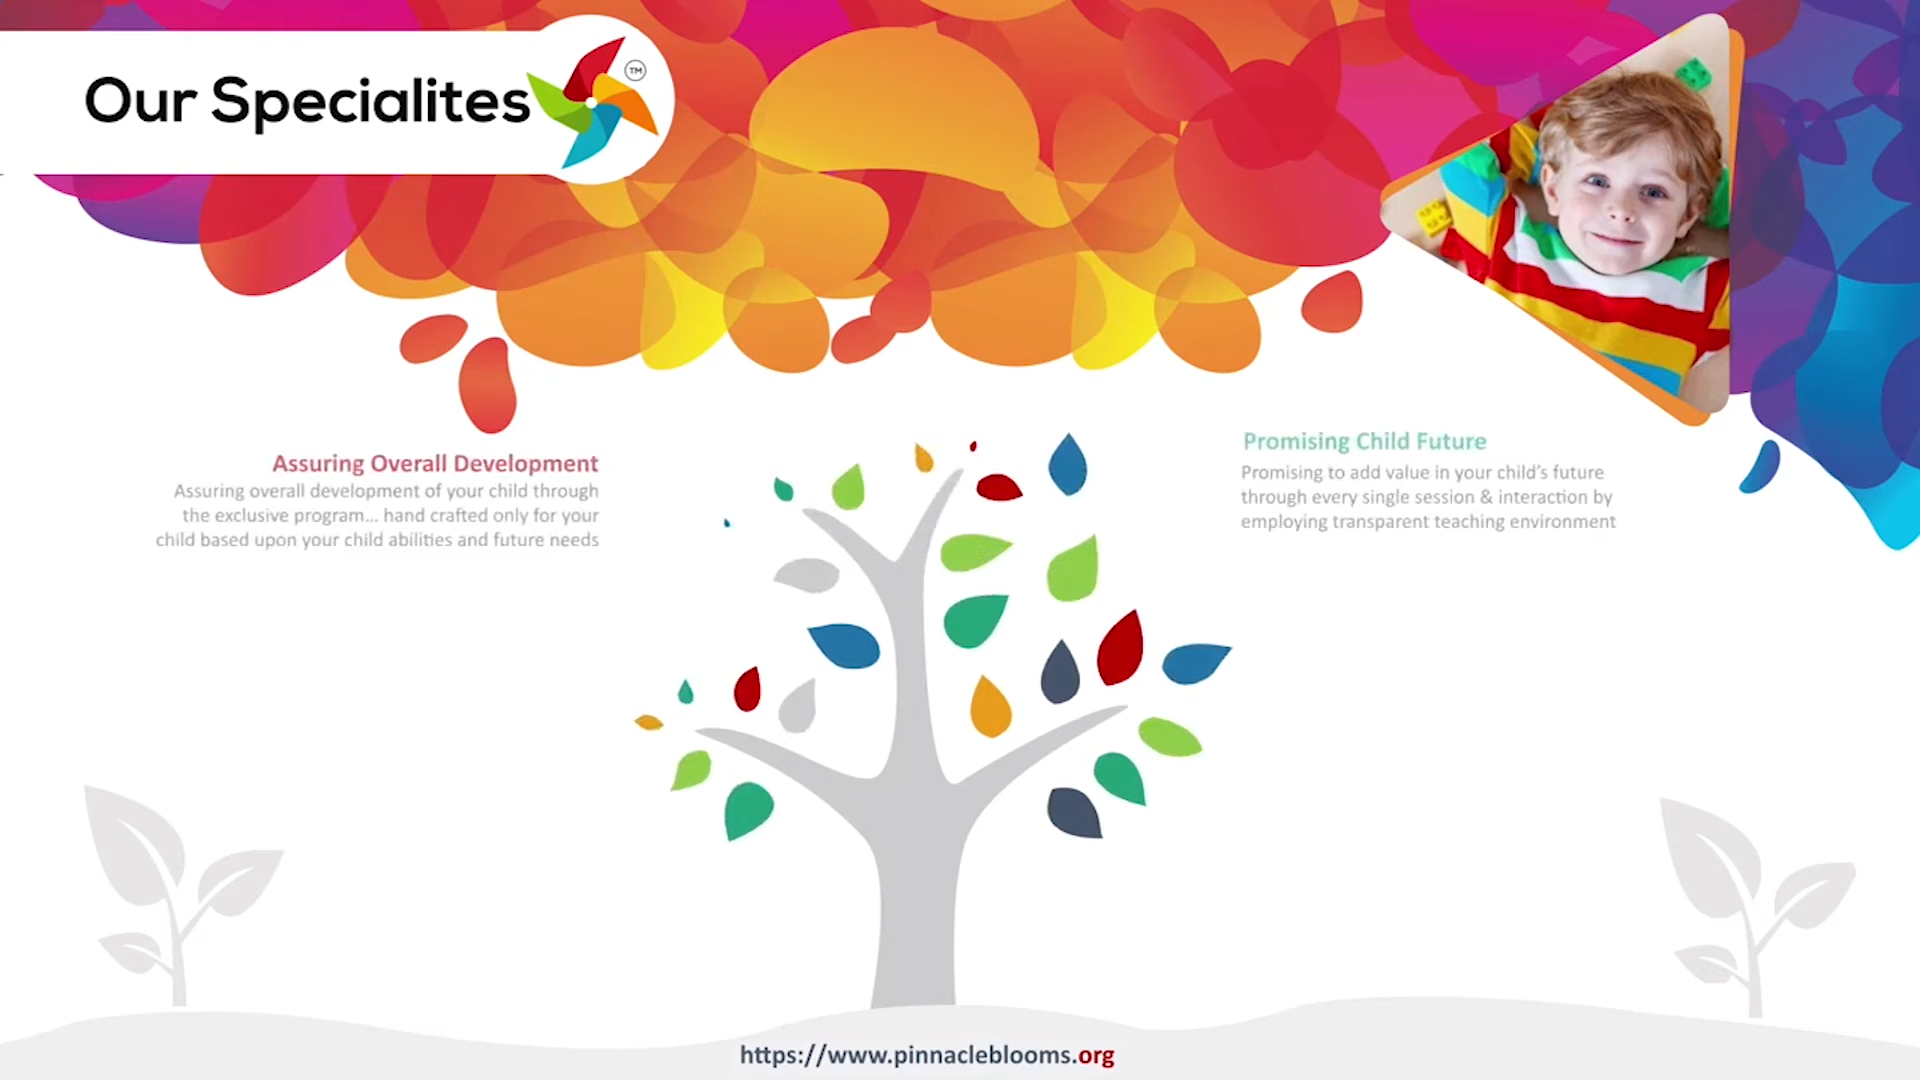 Our Specialites
TM
Assuring Overall Development
Assuring overall development of your child through
the exclusive program... hand crafted only for your
child based upon your child abilities and future needs
Promising Child Future
Promising to add value in your child's future
through every single session & interaction by
employing transparent teaching environment
https://www.pinnacleblooms.org